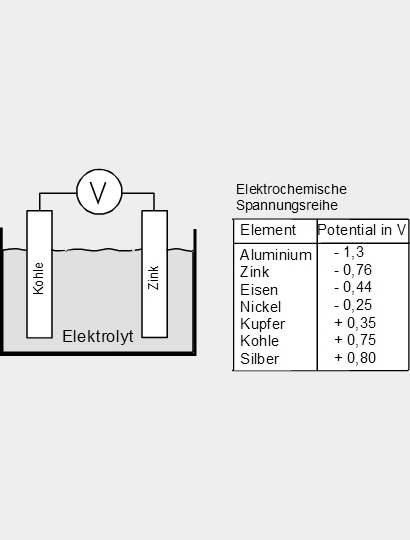 V
Kohle
Zink
Elektrolyt
Elektrochemische
Spannungsreihe
Element Potential in V
Aluminium - 1,3
Zink - 0,76
Eisen - 0,44
Nickel - 0,25
Kupfer + 0,35
Kohle + 0,75
Silber + 0,80